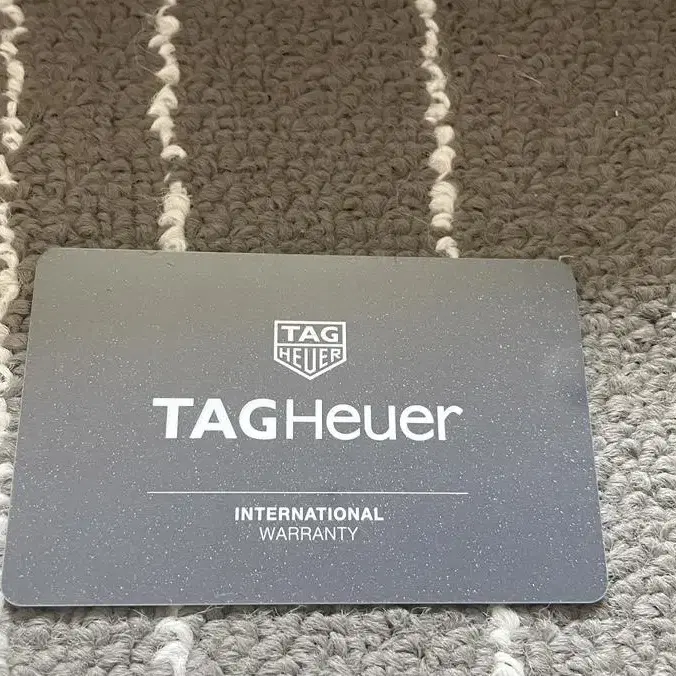 TAG
HEUER
TAGHeuer
INTERNATIONAL
WARRANTY